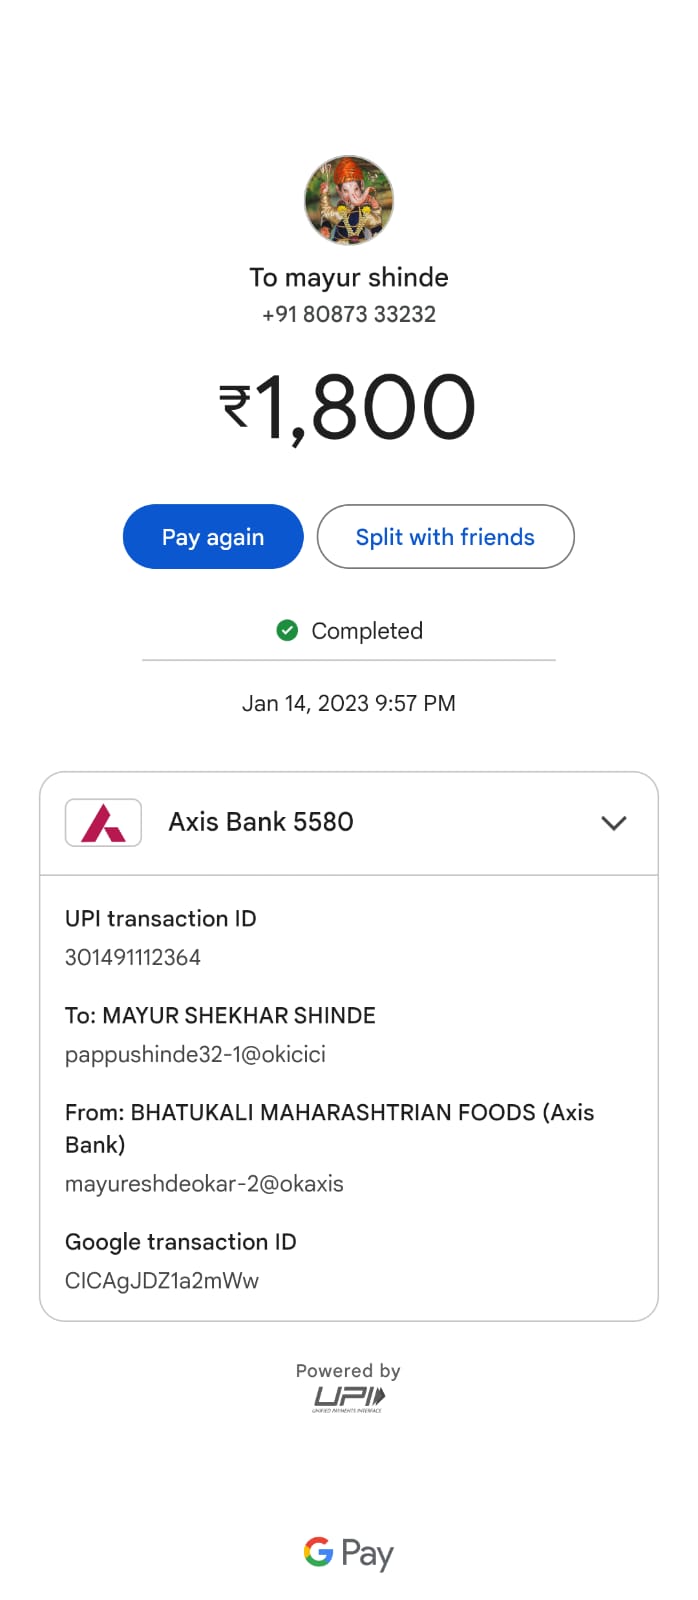 To mayur shinde
+91 80873 33232
₹1,800
Pay again
Split with friends
Completed
Jan 14, 2023 9:57 PM
Axis Bank 5580
UPI transaction ID
301491112364
To: MAYUR SHEKHAR SHINDE
pappushinde32-1@okicici
From: BHATUKALI MAHARASHTRIAN FOODS (Axis
Bank)
mayureshdeokar-2@okaxis
Google transaction ID
CICAgJDZ1a2mWw
Powered by
UPI
UNIFIED PAYMENTS INTERFACE
G Pay